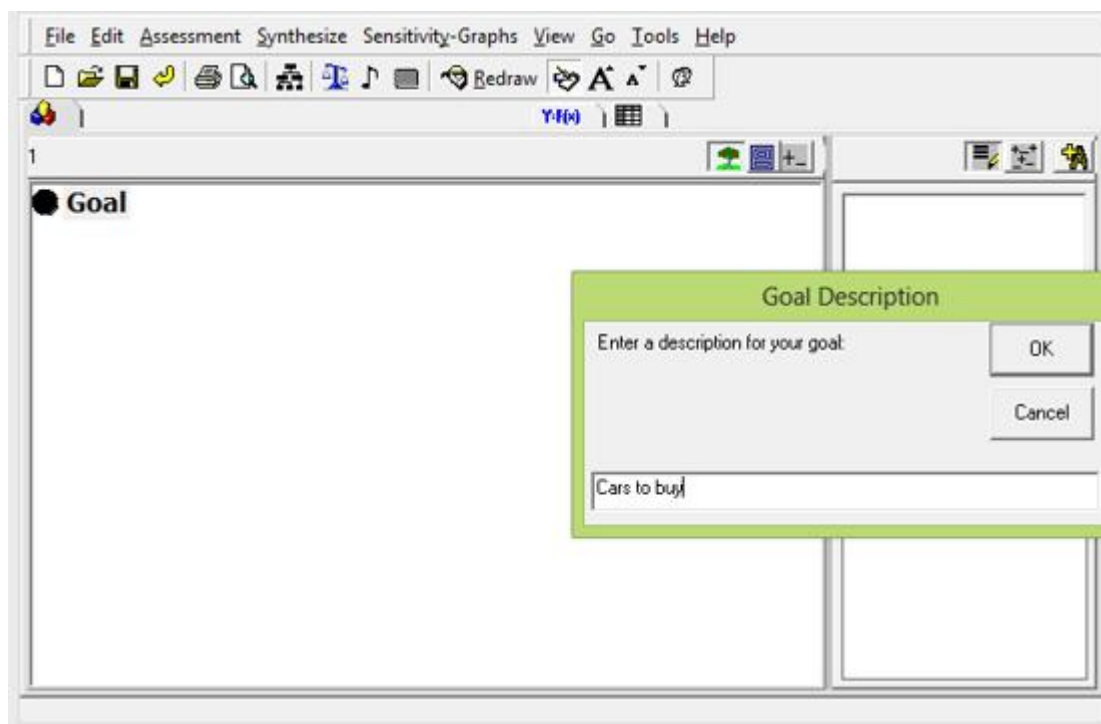 File Edit Assessment Synthesize Sensitivity-Graphs View Go Tools Help
Redraw A A
Y=F(x)
1
Goal
Goal Description
Enter a description for your goal:
OK
Cancel
Cars to buy